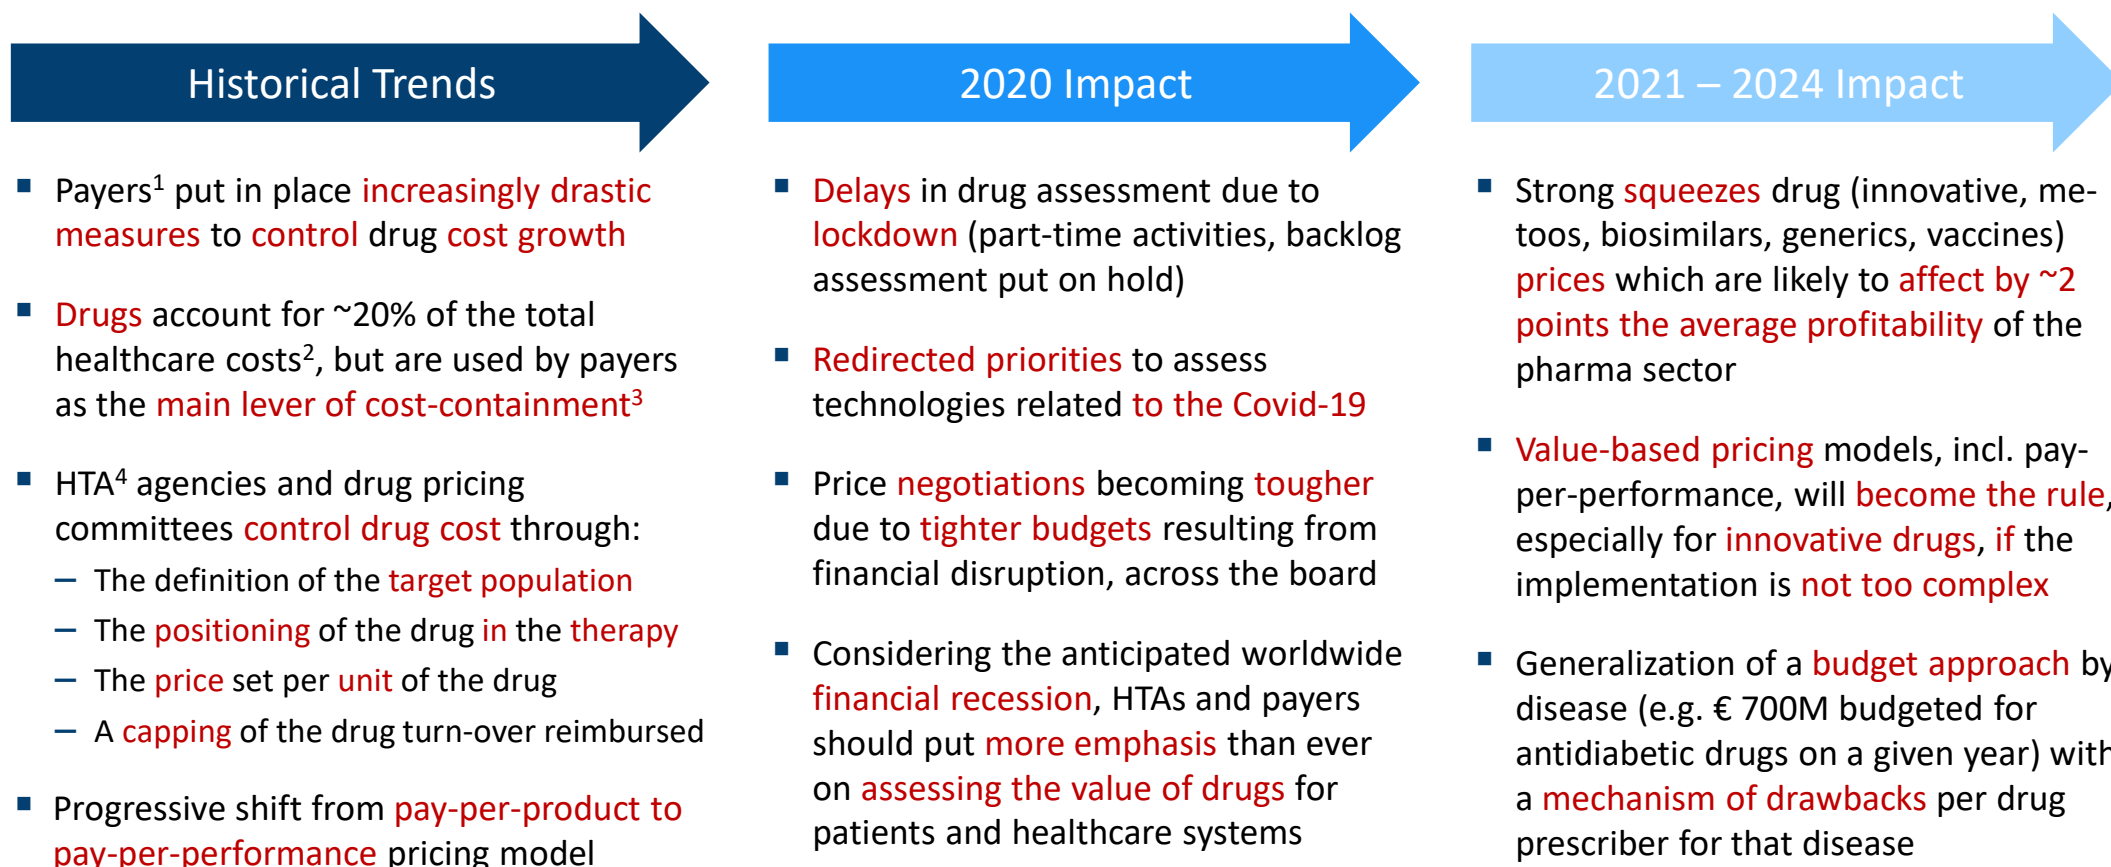 Historical Trends
Payers¹ put in place increasingly drastic
measures to control drug cost growth
Drugs account for ~20% of the total
healthcare costs², but are used by payers
as the main lever of cost-containment³
HTA⁴ agencies and drug pricing
committees control drug cost through:
– The definition of the target population
– The positioning of the drug in the therapy
– The price set per unit of the drug
– A capping of the drug turn-over reimbursed
Progressive shift from pay-per-product to
pay-per-performance pricing model
2020 Impact
Delays in drug assessment due to
lockdown (part-time activities, backlog
assessment put on hold)
Redirected priorities to assess
technologies related to the Covid-19
Price negotiations becoming tougher
due to tighter budgets resulting from
financial disruption, across the board
Considering the anticipated worldwide
financial recession, HTAs and payers
should put more emphasis than ever
on assessing the value of drugs for
patients and healthcare systems
2021 – 2024 Impact
Strong squeezes drug (innovative, me-
toos, biosimilars, generics, vaccines)
prices which are likely to affect by ~2
points the average profitability of the
pharma sector
Value-based pricing models, incl. pay-
per-performance, will become the rule,
especially for innovative drugs, if the
implementation is not too complex
Generalization of a budget approach by
disease (e.g. € 700M budgeted for
antidiabetic drugs on a given year) with
a mechanism of drawbacks per drug
prescriber for that disease